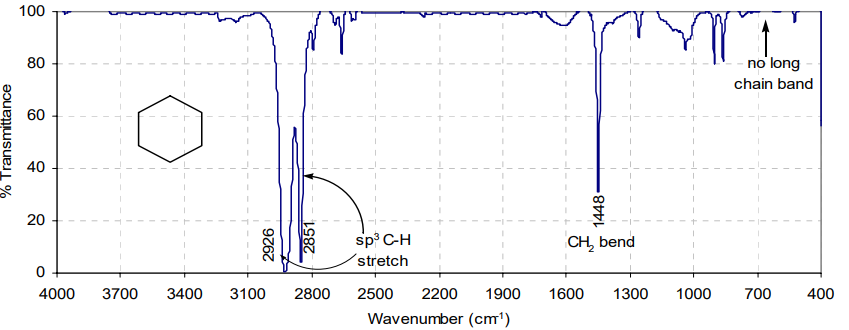 100
80
60
40
20
0
% Transmittance
2926
2851
sp³ C-H
stretch
1448
CH₂ bend
no long
chain band
4000 3700 3400 3100 2800 2500 2200 1900 1600 1300 1000 700 400
Wavenumber (cm⁻¹)